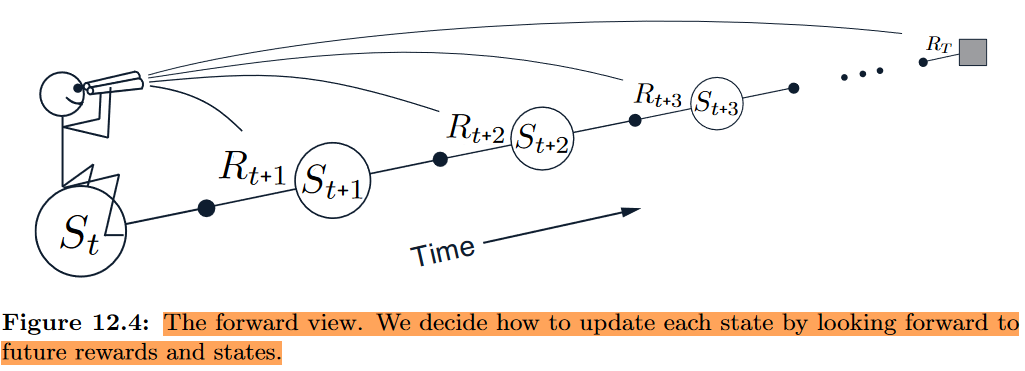 R_T
R_{t+3} S_{t+3}
R_{t+2} S_{t+2}
R_{t+1} S_{t+1}
S_t
Time
Figure 12.4: The forward view. We decide how to update each state by looking forward to
future rewards and states.